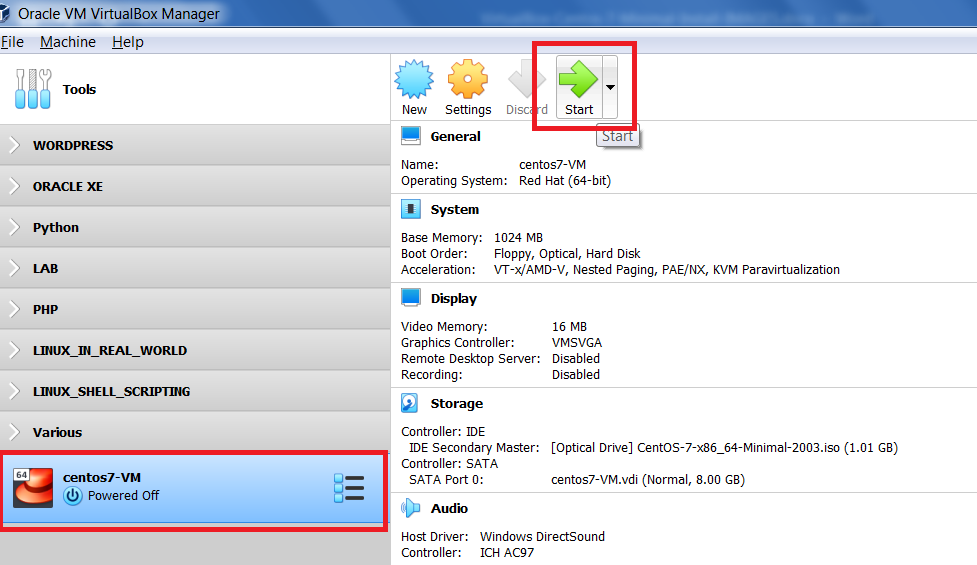 Oracle VM VirtualBox Manager
File Machine Help
Tools
New Settings Discard Start
Start
WORDPRESS
ORACLE XE
Python
LAB
PHP
LINUX_IN_REAL_WORLD
LINUX_SHELL_SCRIPTING
Various
64
centos7-VM
Powered Off
General
Name: centos7-VM
Operating System: Red Hat (64-bit)
System
Base Memory: 1024 MB
Boot Order: Floppy, Optical, Hard Disk
Acceleration: VT-x/AMD-V, Nested Paging, PAE/NX, KVM Paravirtualization
Display
Video Memory: 16 MB
Graphics Controller: VMSVGA
Remote Desktop Server: Disabled
Recording: Disabled
Storage
Controller: IDE
IDE Secondary Master: [Optical Drive] CentOS-7-x86_64-Minimal-2003.iso (1.01 GB)
Controller: SATA
SATA Port 0: centos7-VM.vdi (Normal, 8.00 GB)
Audio
Host Driver: Windows DirectSound
Controller: ICH AC97